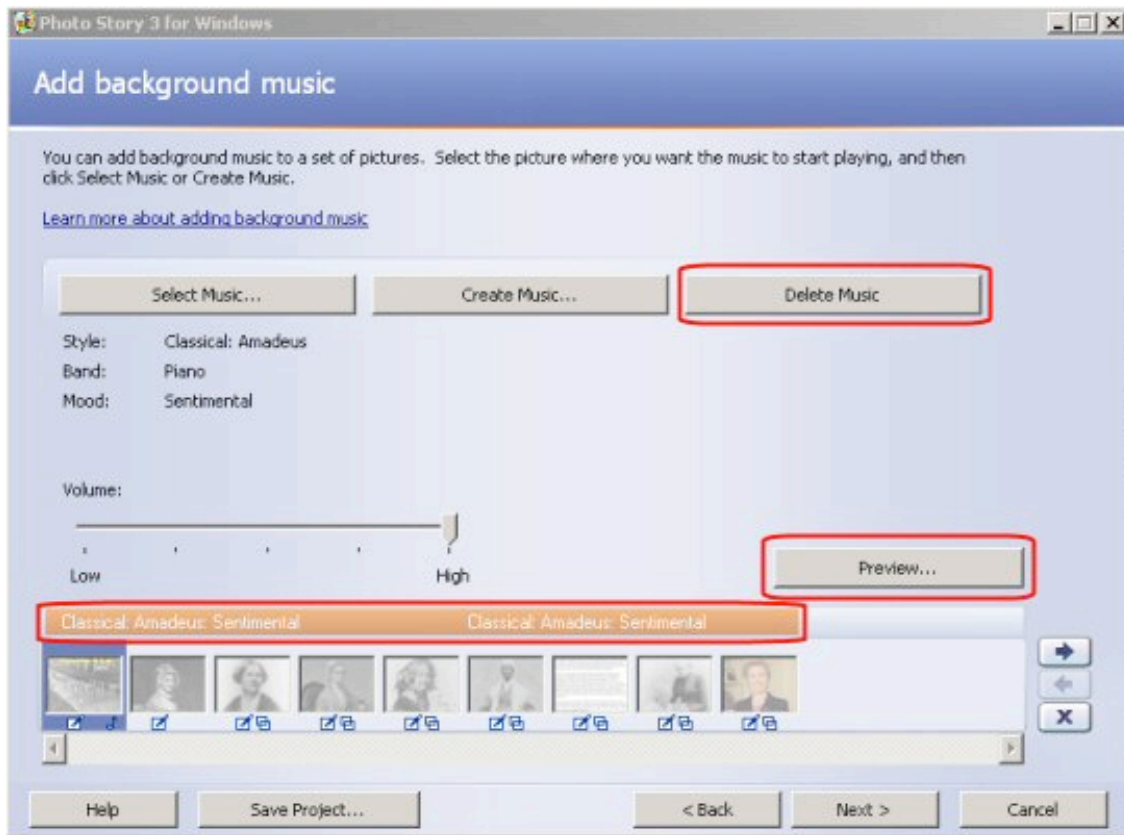 Photo Story 3 for Windows
Add background music
You can add background music to a set of pictures. Select the picture where you want the music to start playing, and then
click Select Music or Create Music.
Learn more about adding background music
Select Music... Create Music... Delete Music
Style: Classical: Amadeus
Band: Piano
Mood: Sentimental
Volume:
Low High
Preview...
Classical: Amadeus: Sentimental Classical: Amadeus: Sentimental
Help Save Project... < Back Next > Cancel